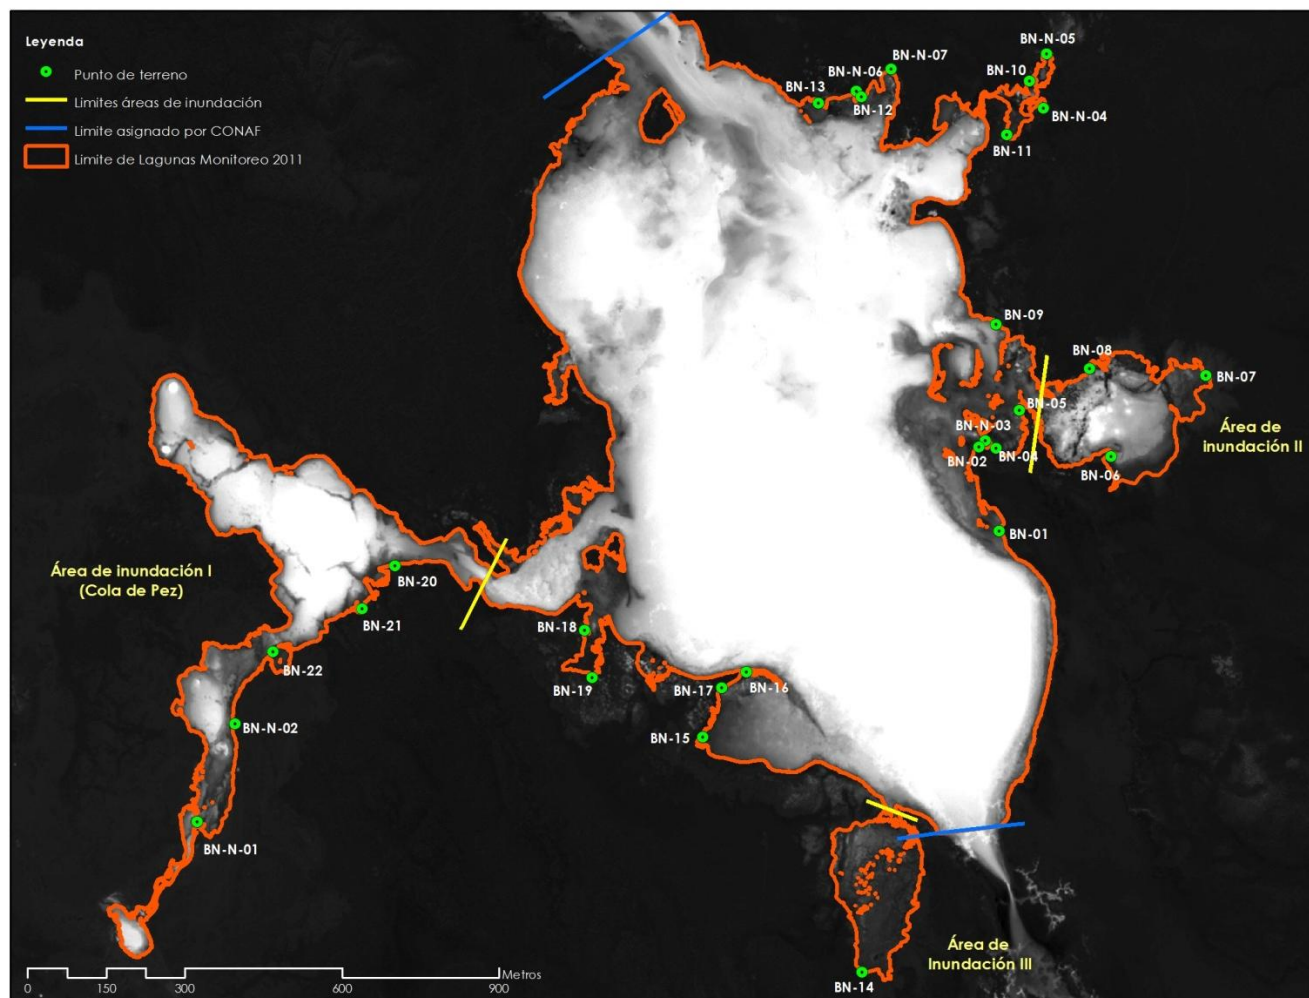 Leyenda
Punto de terreno
Limites áreas de inundación
Limite asignado por CONAF
Limite de Lagunas Monitoreo 2011
BN-N-05
BN-N-07
BN-10
BN-N-06
BN-13
BN-12
BN-N-04
BN-11
BN-09
BN-08
BN-07
BN-05
Área de
inundación II
BN-N-03
BN-02
BN-04
BN-06
BN-01
Área de inundación I
(Cola de Pez)
BN-20
BN-21
BN-18
BN-22
BN-19
BN-17
BN-16
BN-N-02
BN-15
BN-N-01
Área de
Inundación III
BN-14
0
150
300
600
900
Metros